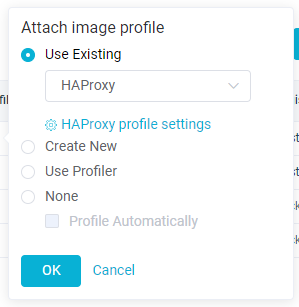 Attach image profile
Use Existing
HAProxy
HAProxy profile settings
Create New
Use Profiler
None
Profile Automatically
OK
Cancel